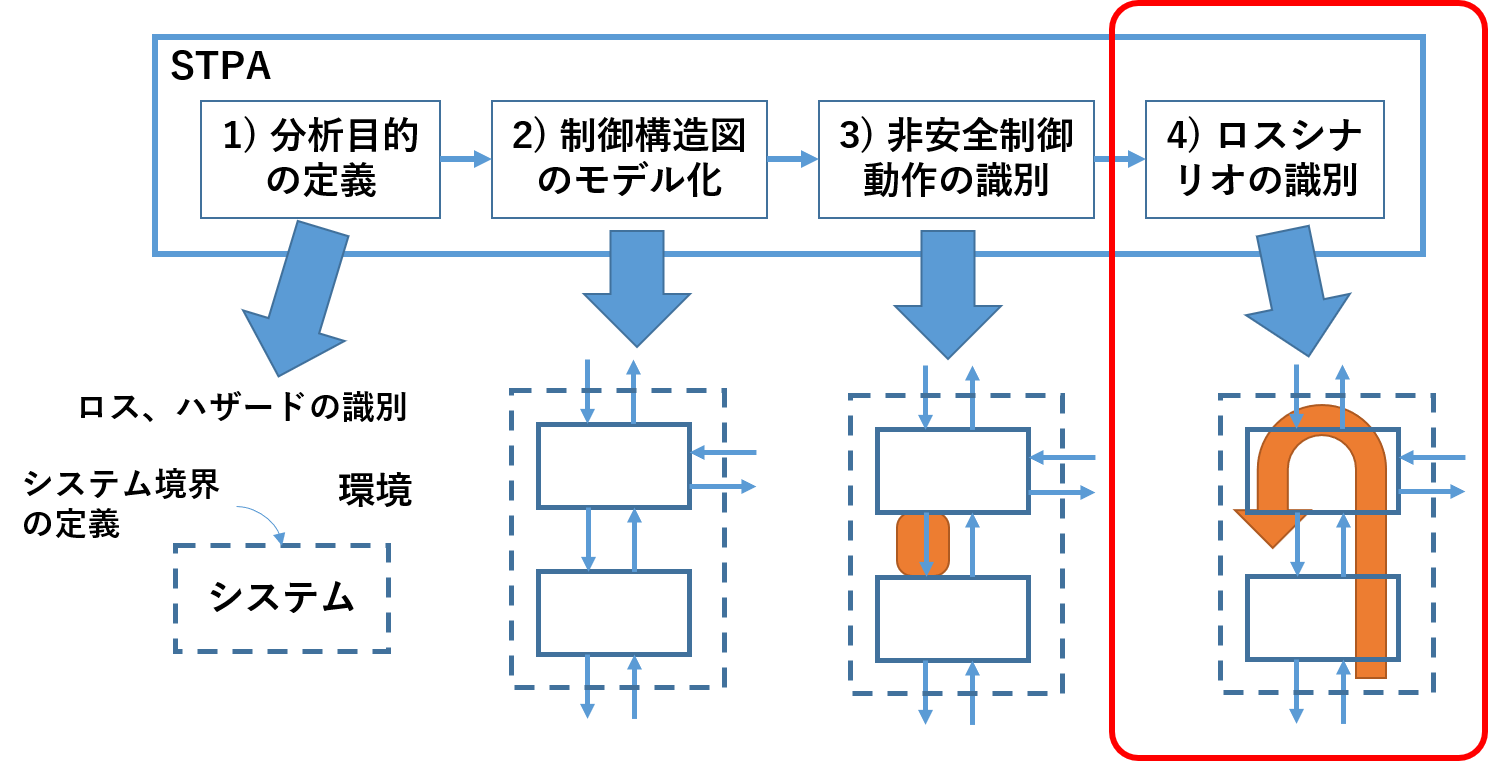 STPA
1) 分析目的
の定義
2) 制御構造図
のモデル化
3) 非安全制御
動作の識別
4) ロスシナ
リオの識別
ロス、ハザードの識別
システム境界
の定義
環境
システム